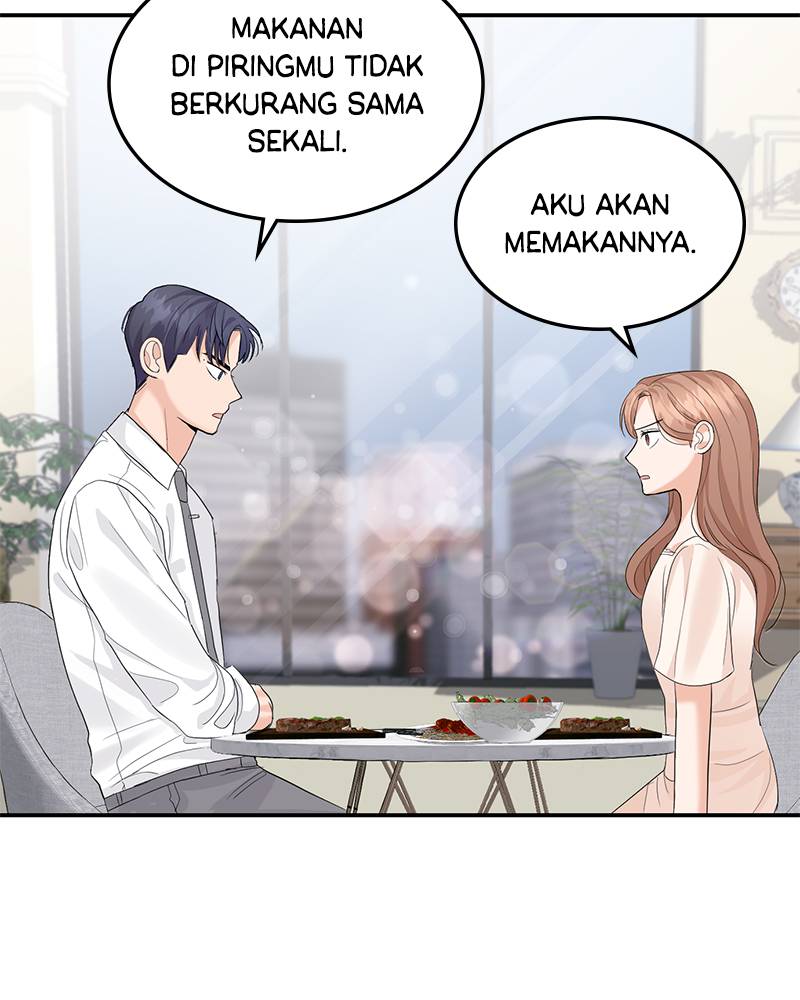 MAKANAN
DI PIRINGMU TIDAK
BERKURANG SAMA
SEKALI.
AKU AKAN
MEMAKANNYA.